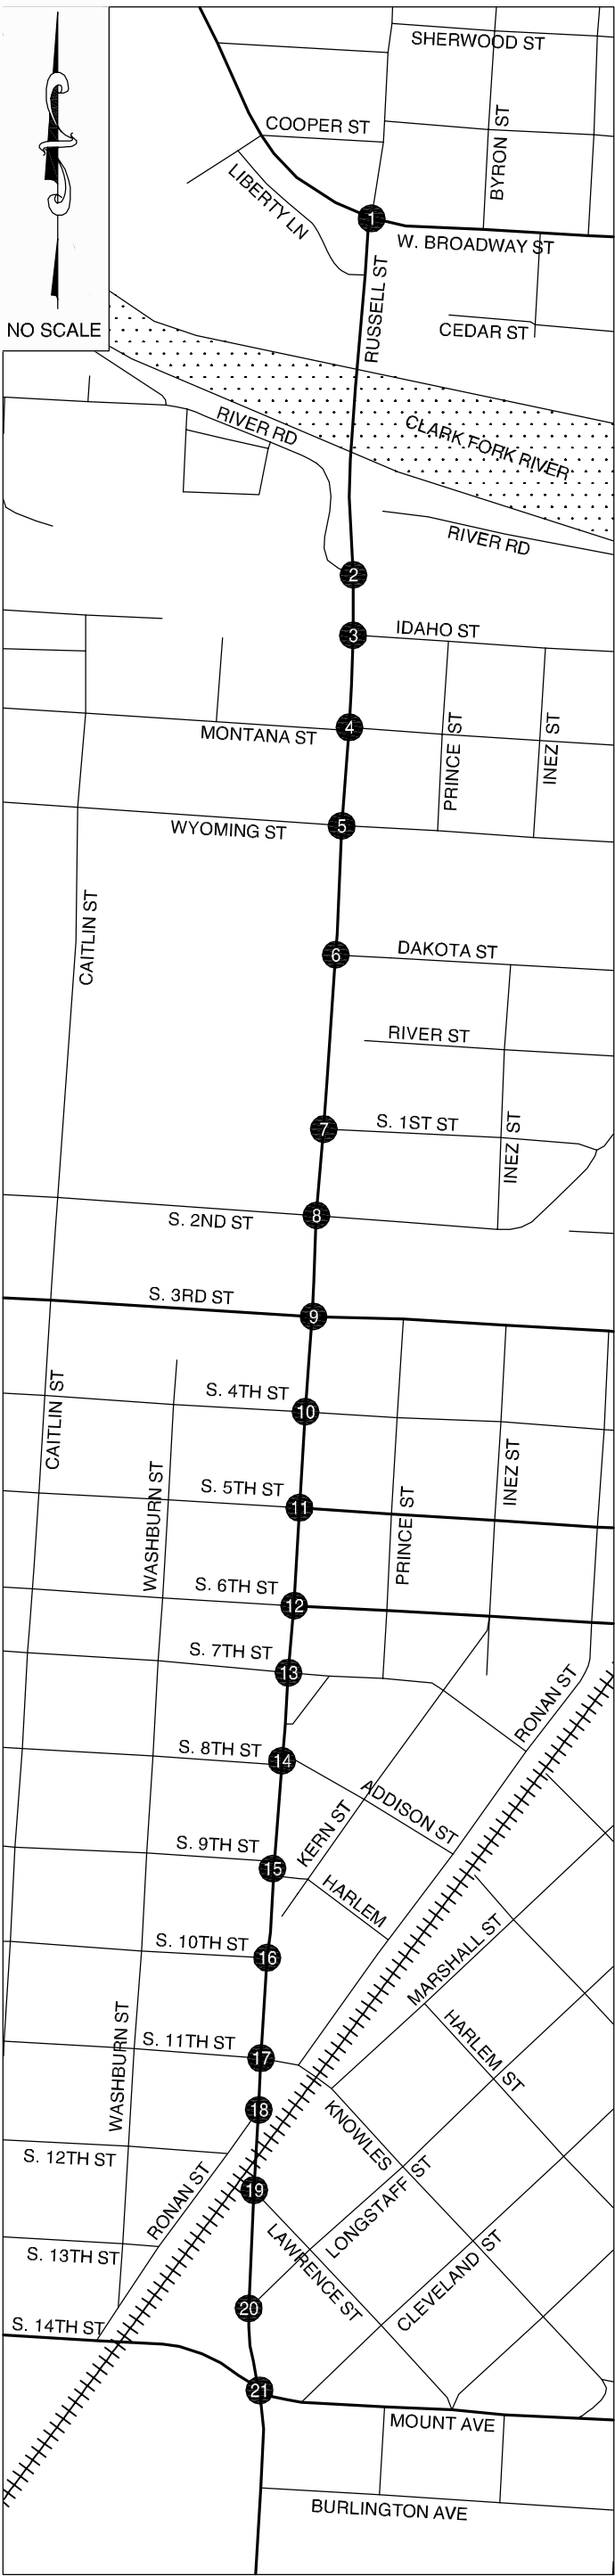 SHERWOOD ST
COOPER ST
BYRON ST
LIBERTY LN
1
W. BROADWAY ST
RUSSELL ST
NO SCALE
CEDAR ST
RIVER RD
CLARK FORK RIVER
RIVER RD
2
IDAHO ST
3
MONTANA ST
4
PRINCE ST
INEZ ST
WYOMING ST
5
CAITLIN ST
DAKOTA ST
6
RIVER ST
S. 1ST ST
7
INEZ ST
S. 2ND ST
8
S. 3RD ST
9
CAITLIN ST
S. 4TH ST
10
INEZ ST
WASHBURN ST
S. 5TH ST
11
PRINCE ST
S. 6TH ST
12
S. 7TH ST
13
RONAN ST
S. 8TH ST
14
ADDISON ST
KERN ST
S. 9TH ST
15
HARLEM
S. 10TH ST
16
MARSHALL ST
HARLEM ST
WASHBURN ST
S. 11TH ST
17
18
KNOWLES
S. 12TH ST
RONAN ST
19
LONGSTAFF ST
S. 13TH ST
LAWRENCE ST
CLEVELAND ST
20
S. 14TH ST
21
MOUNT AVE
BURLINGTON AVE